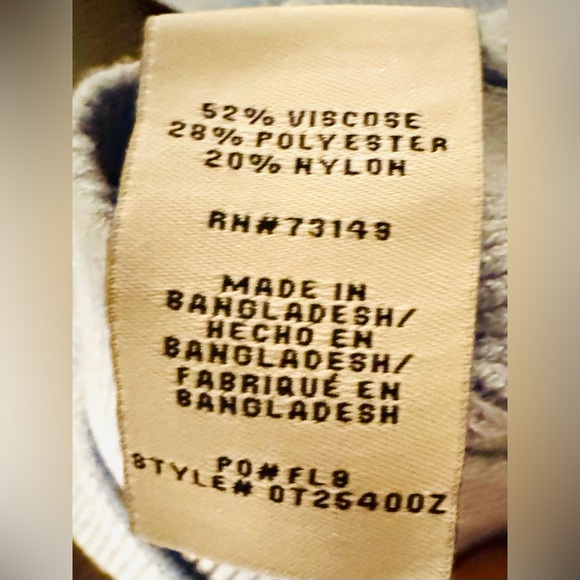 52% VISCOSE
28% POLYESTER
20% NYLON
RN#73149
MADE IN
BANGLADESH/
HECHO EN
BANGLADESH/
FABRIQUÉ EN
BANGLADESH
PO#FL8
STYLE# 0T25400Z